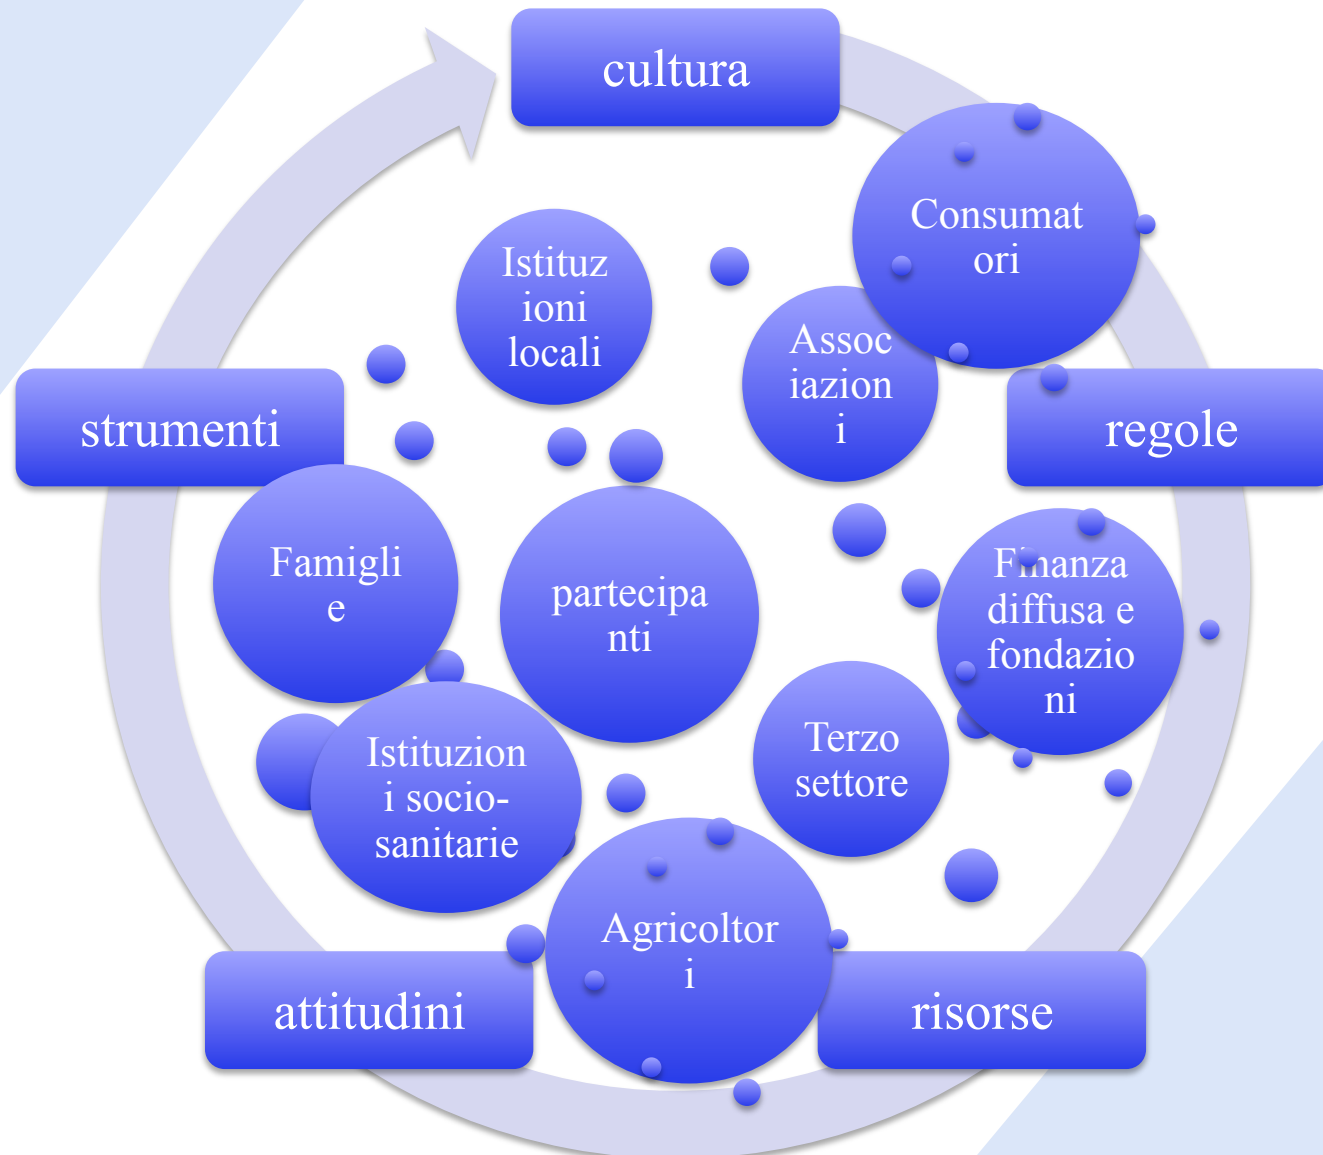 cultura
Consumat
ori
Istituz
ioni
locali
Assoc
iazion
i
strumenti
regole
Famigli
e
partecipa
nti
Finanza
diffusa e
fondazio
ni
Istituzion
i socio-
sanitarie
Terzo
settore
Agricoltor
i
attitudini
risorse